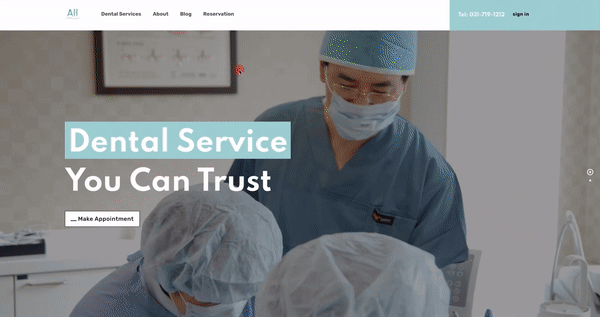 All
Dental Services
About
Blog
Reservation
Tel: 031-719-1212
sign in
Dental Service
You Can Trust
Make Appointment